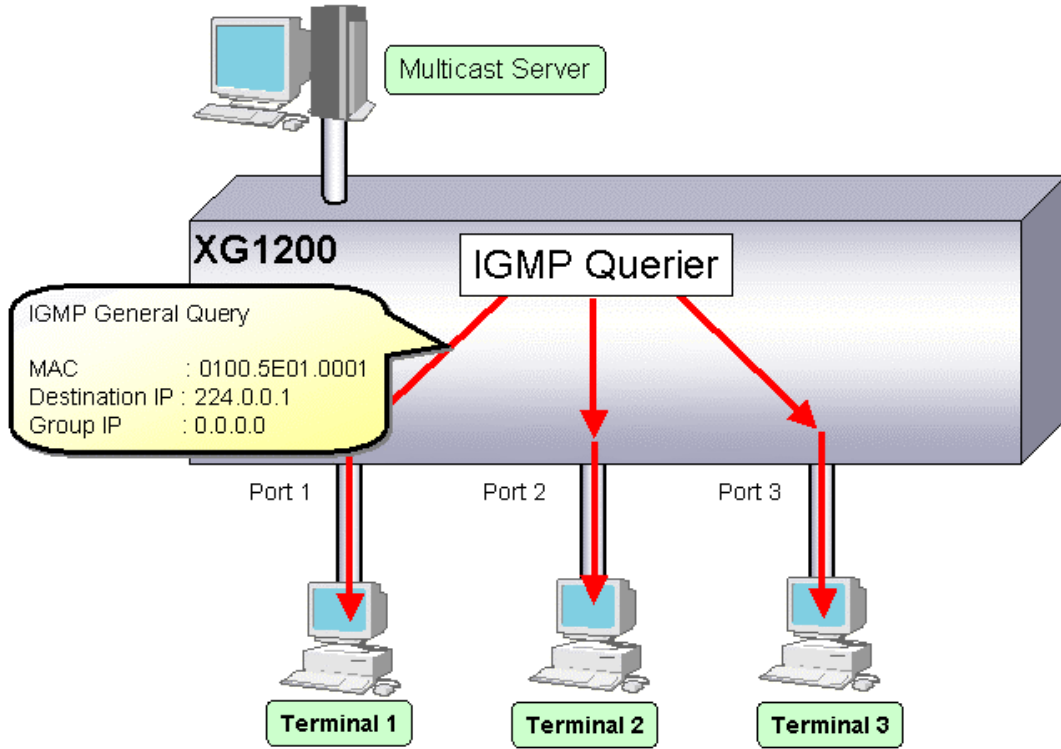 Multicast Server
XG1200
IGMP Querier
IGMP General Query
MAC : 0100.5E01.0001
Destination IP : 224.0.0.1
Group IP : 0.0.0.0
Port 1
Port 2
Port 3
Terminal 1
Terminal 2
Terminal 3